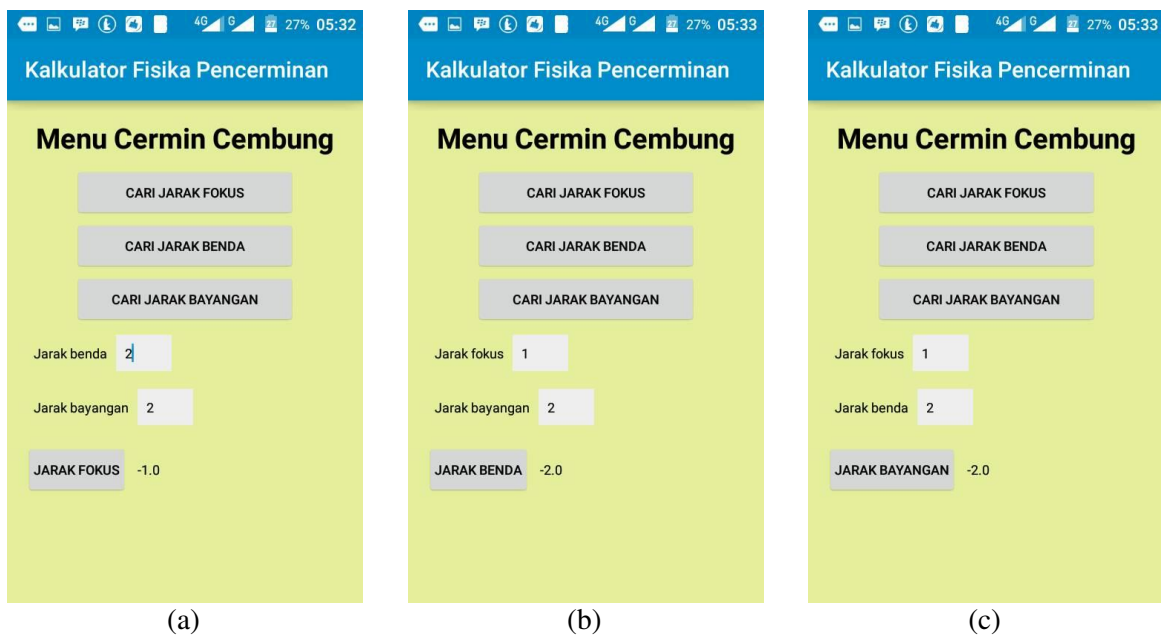 4G G 27 27% 05:32
Kalkulator Fisika Pencerminan
Menu Cermin Cembung
CARI JARAK FOKUS
CARI JARAK BENDA
CARI JARAK BAYANGAN
Jarak benda 2
Jarak bayangan 2
JARAK FOKUS -1.0
(a)
4G G 27 27% 05:33
Kalkulator Fisika Pencerminan
Menu Cermin Cembung
CARI JARAK FOKUS
CARI JARAK BENDA
CARI JARAK BAYANGAN
Jarak fokus 1
Jarak bayangan 2
JARAK BENDA -2.0
(b)
4G G 27 27% 05:33
Kalkulator Fisika Pencerminan
Menu Cermin Cembung
CARI JARAK FOKUS
CARI JARAK BENDA
CARI JARAK BAYANGAN
Jarak fokus 1
Jarak benda 2
JARAK BAYANGAN -2.0
(c)